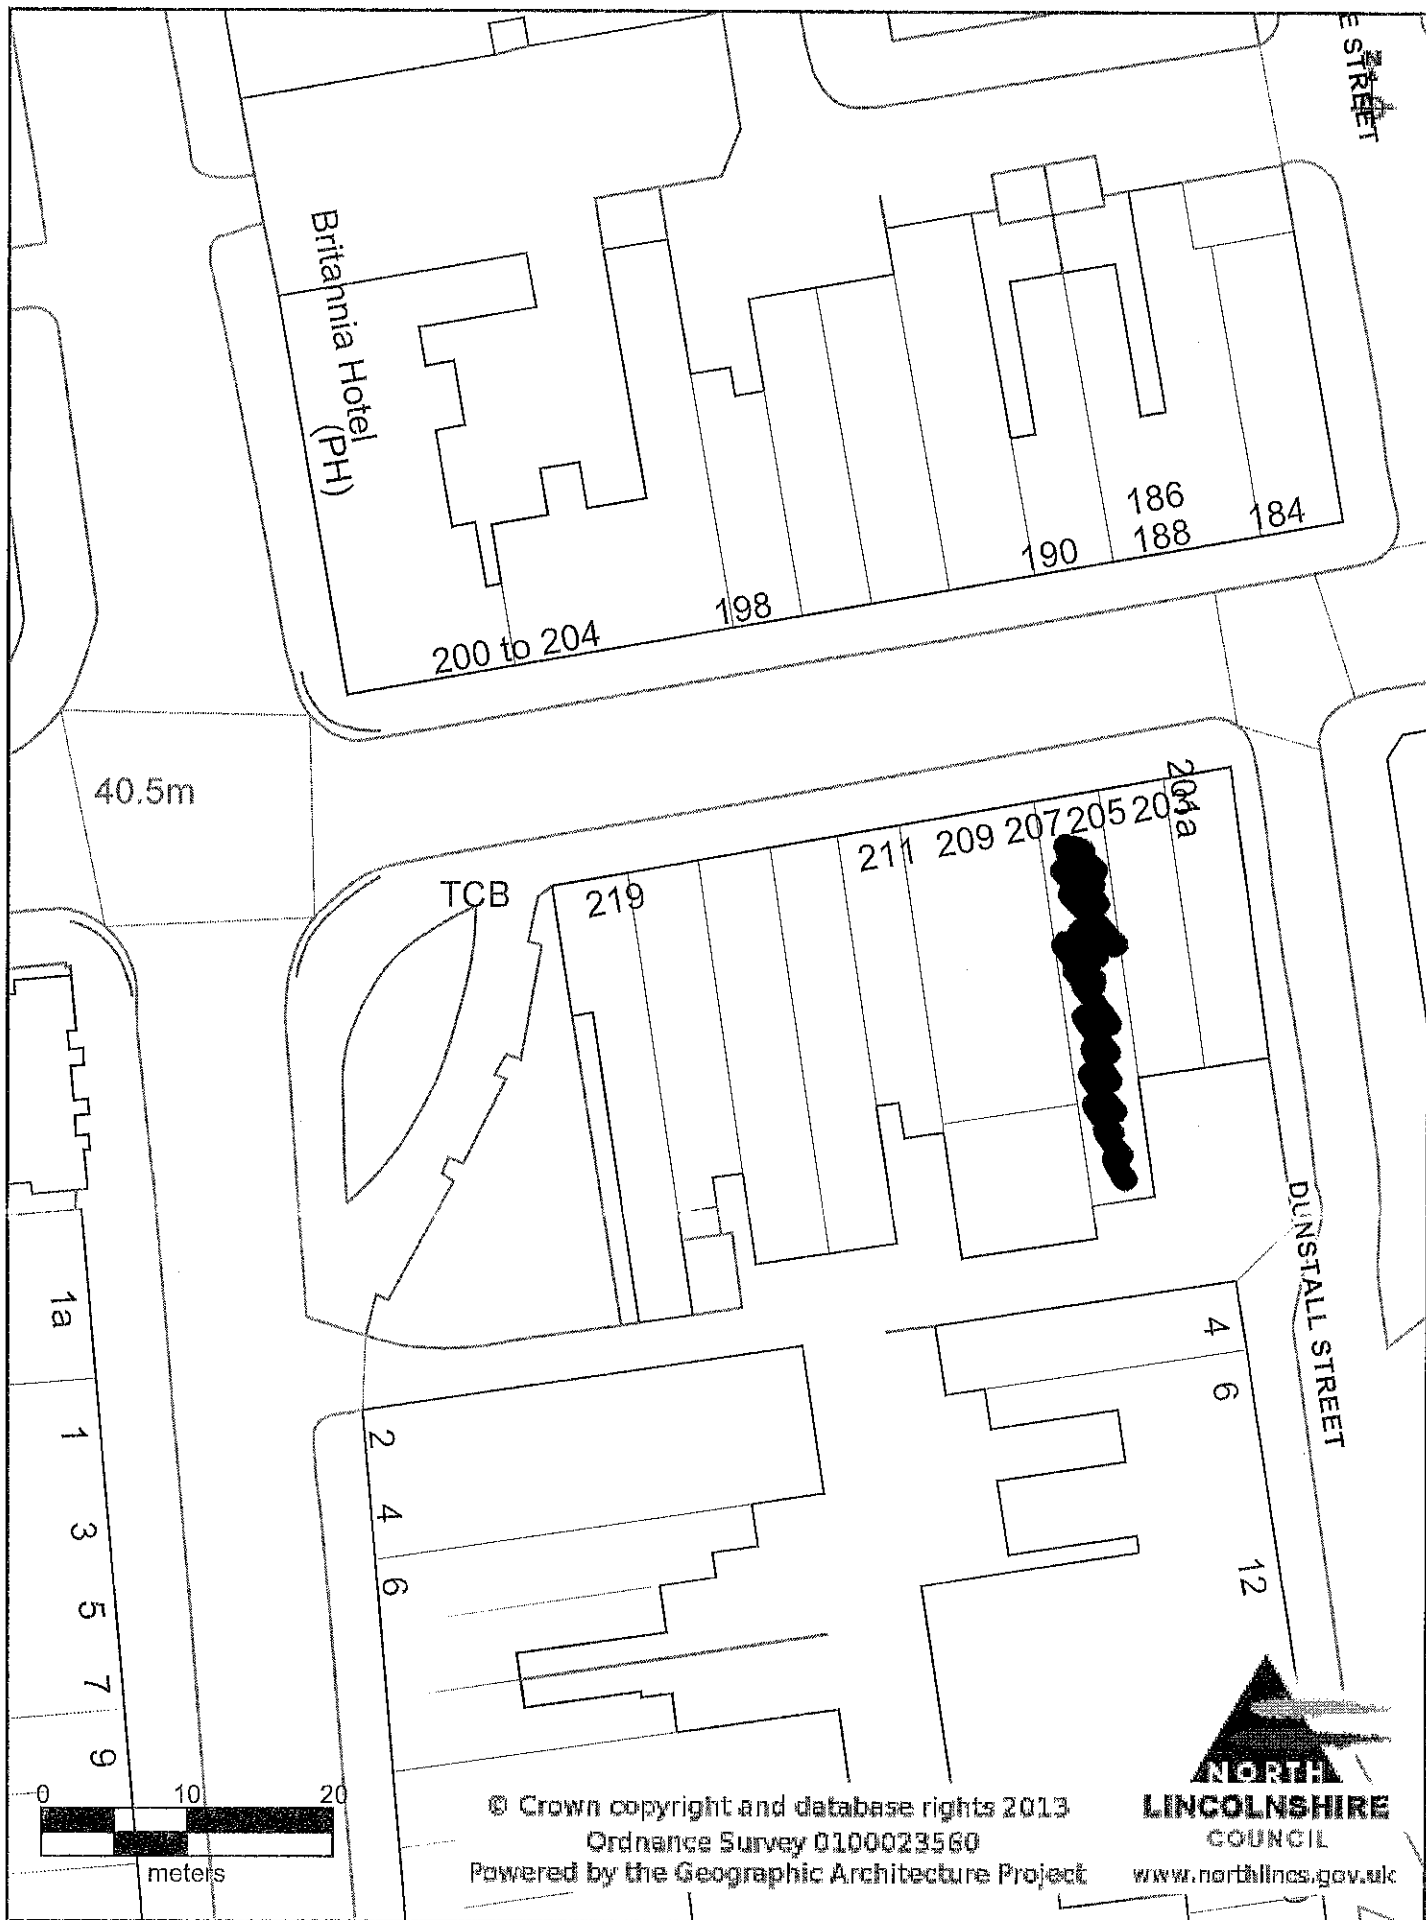 E STREET
N
Britannia Hotel
(PH)
186
188
184
190
198
200 to 204
40.5m
TCB
219
211
209
207
205
1a
1
3
5
7
9
2
4
6
4
6
12
DUNSTALL STREET
0 10 20
meters
© Crown copyright and database rights 2013
Ordnance Survey 0100023560
Powered by the Geographic Architecture Project
NORTH
LINCOLNSHIRE
COUNCIL
www.northlincs.gov.uk